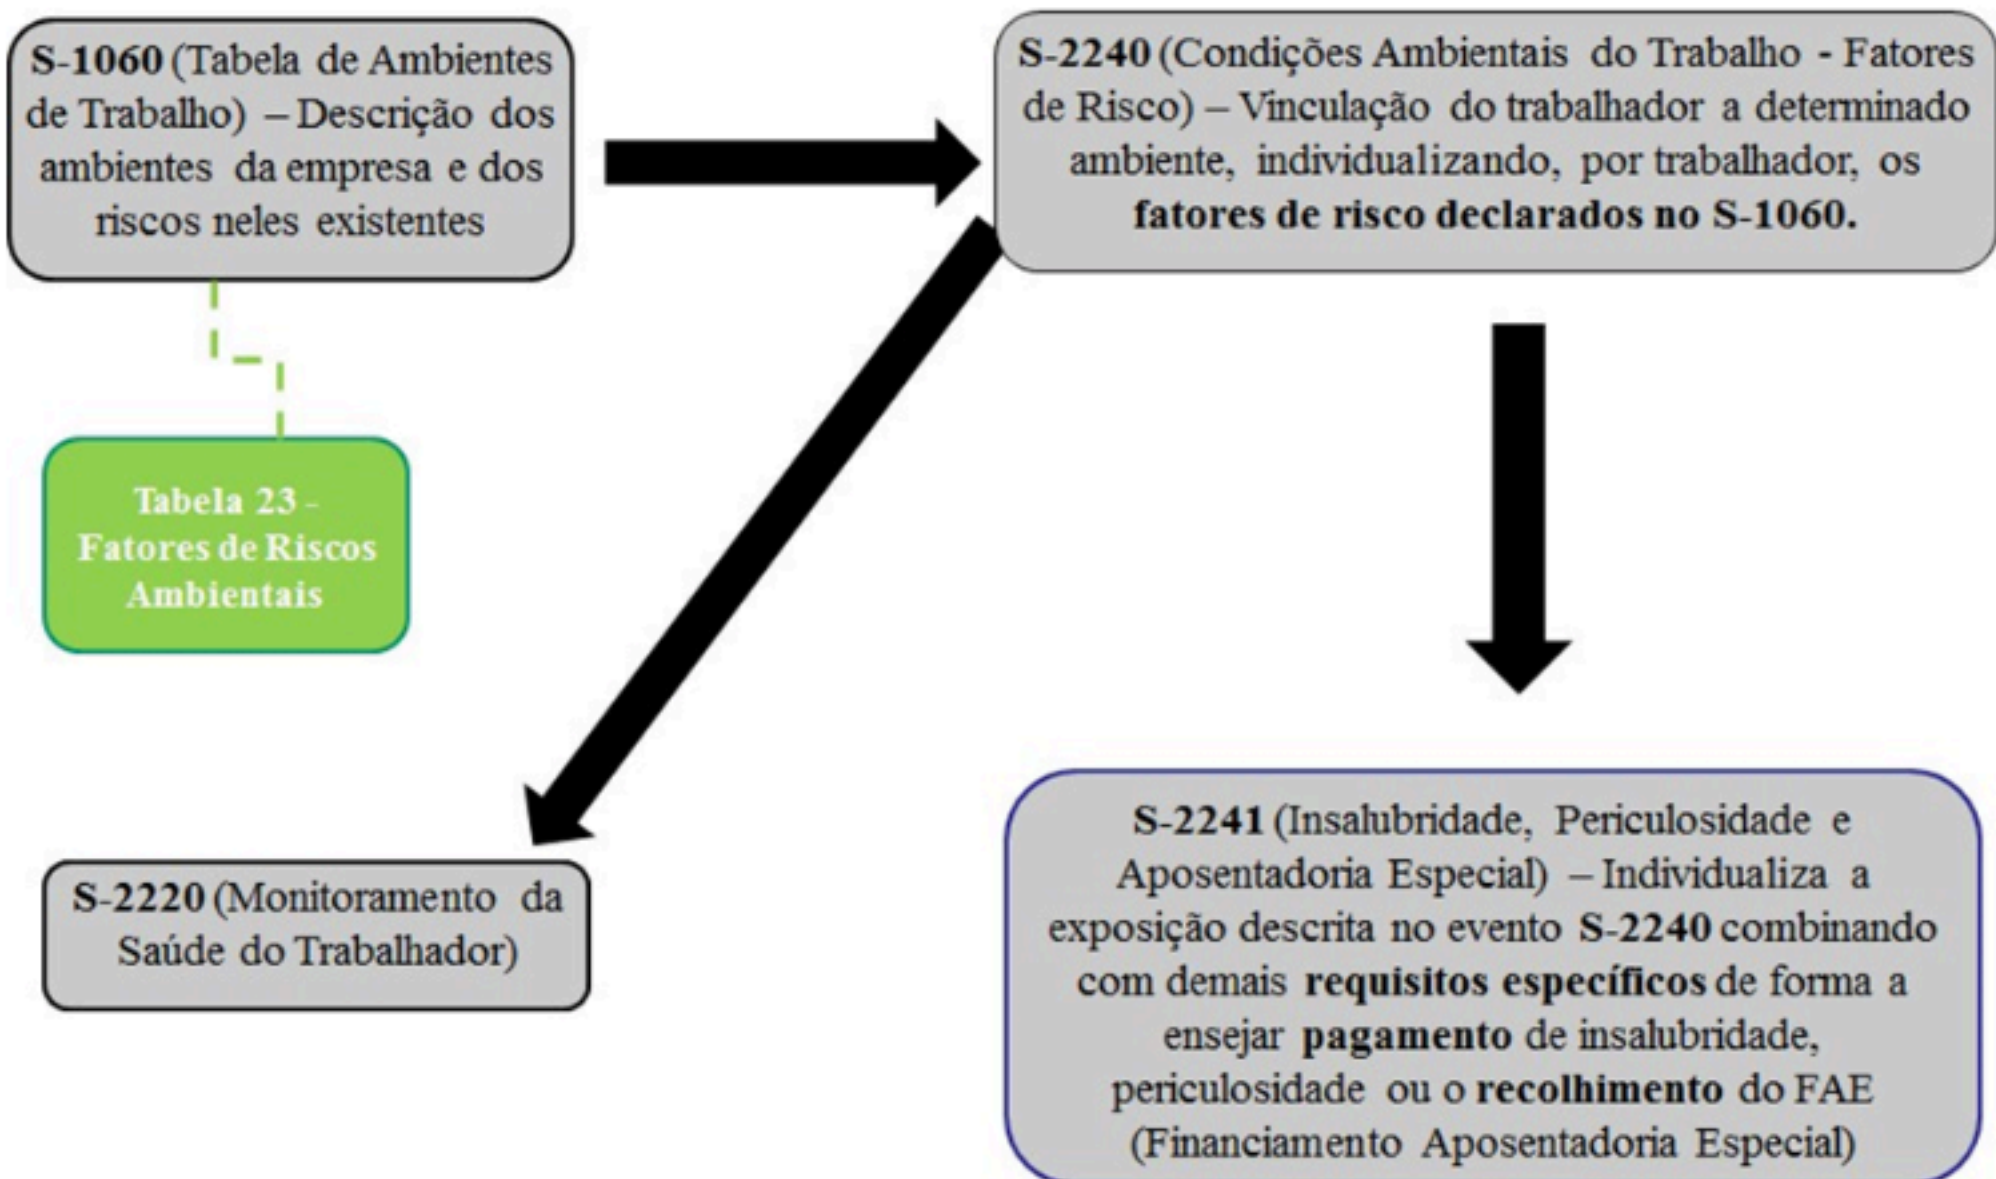 S-1060 (Tabela de Ambientes
de Trabalho) – Descrição dos
ambientes da empresa e dos
riscos neles existentes
S-2240 (Condições Ambientais do Trabalho - Fatores
de Risco) – Vinculação do trabalhador a determinado
ambiente, individualizando, por trabalhador, os
fatores de risco declarados no S-1060.
Tabela 23 -
Fatores de Riscos
Ambientais
S-2220 (Monitoramento da
Saúde do Trabalhador)
S-2241 (Insalubridade, Periculosidade e
Aposentadoria Especial) – Individualiza a
exposição descrita no evento S-2240 combinando
com demais requisitos específicos de forma a
ensejar pagamento de insalubridade,
periculosidade ou o recolhimento do FAE
(Financiamento Aposentadoria Especial)